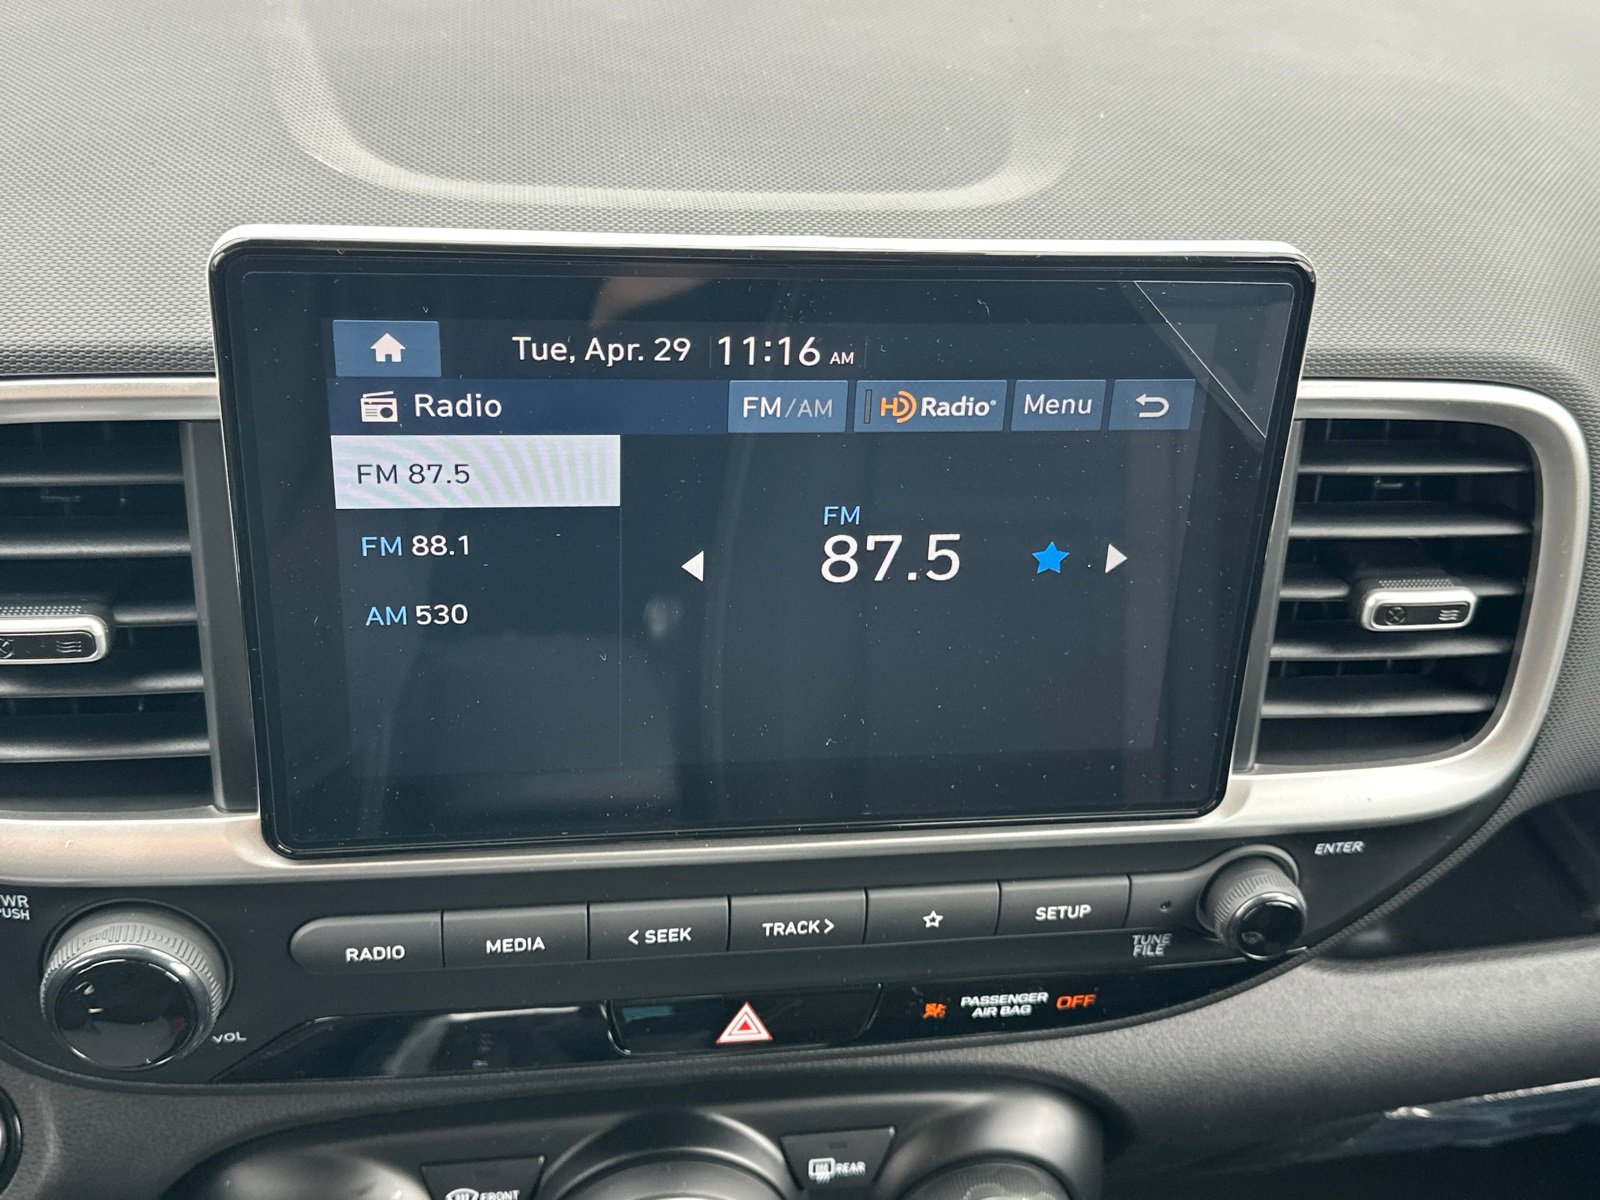 Tue, Apr. 29 11:16 AM
Radio FM/AM HD Radio® Menu
FM 87.5
FM 88.1
AM 530
FM
87.5
ENTER
PUSH
VOL
RADIO MEDIA < SEEK TRACK > SETUP
TUNE
FILE
PASSENGER
AIR BAG OFF
FRONT
REAR